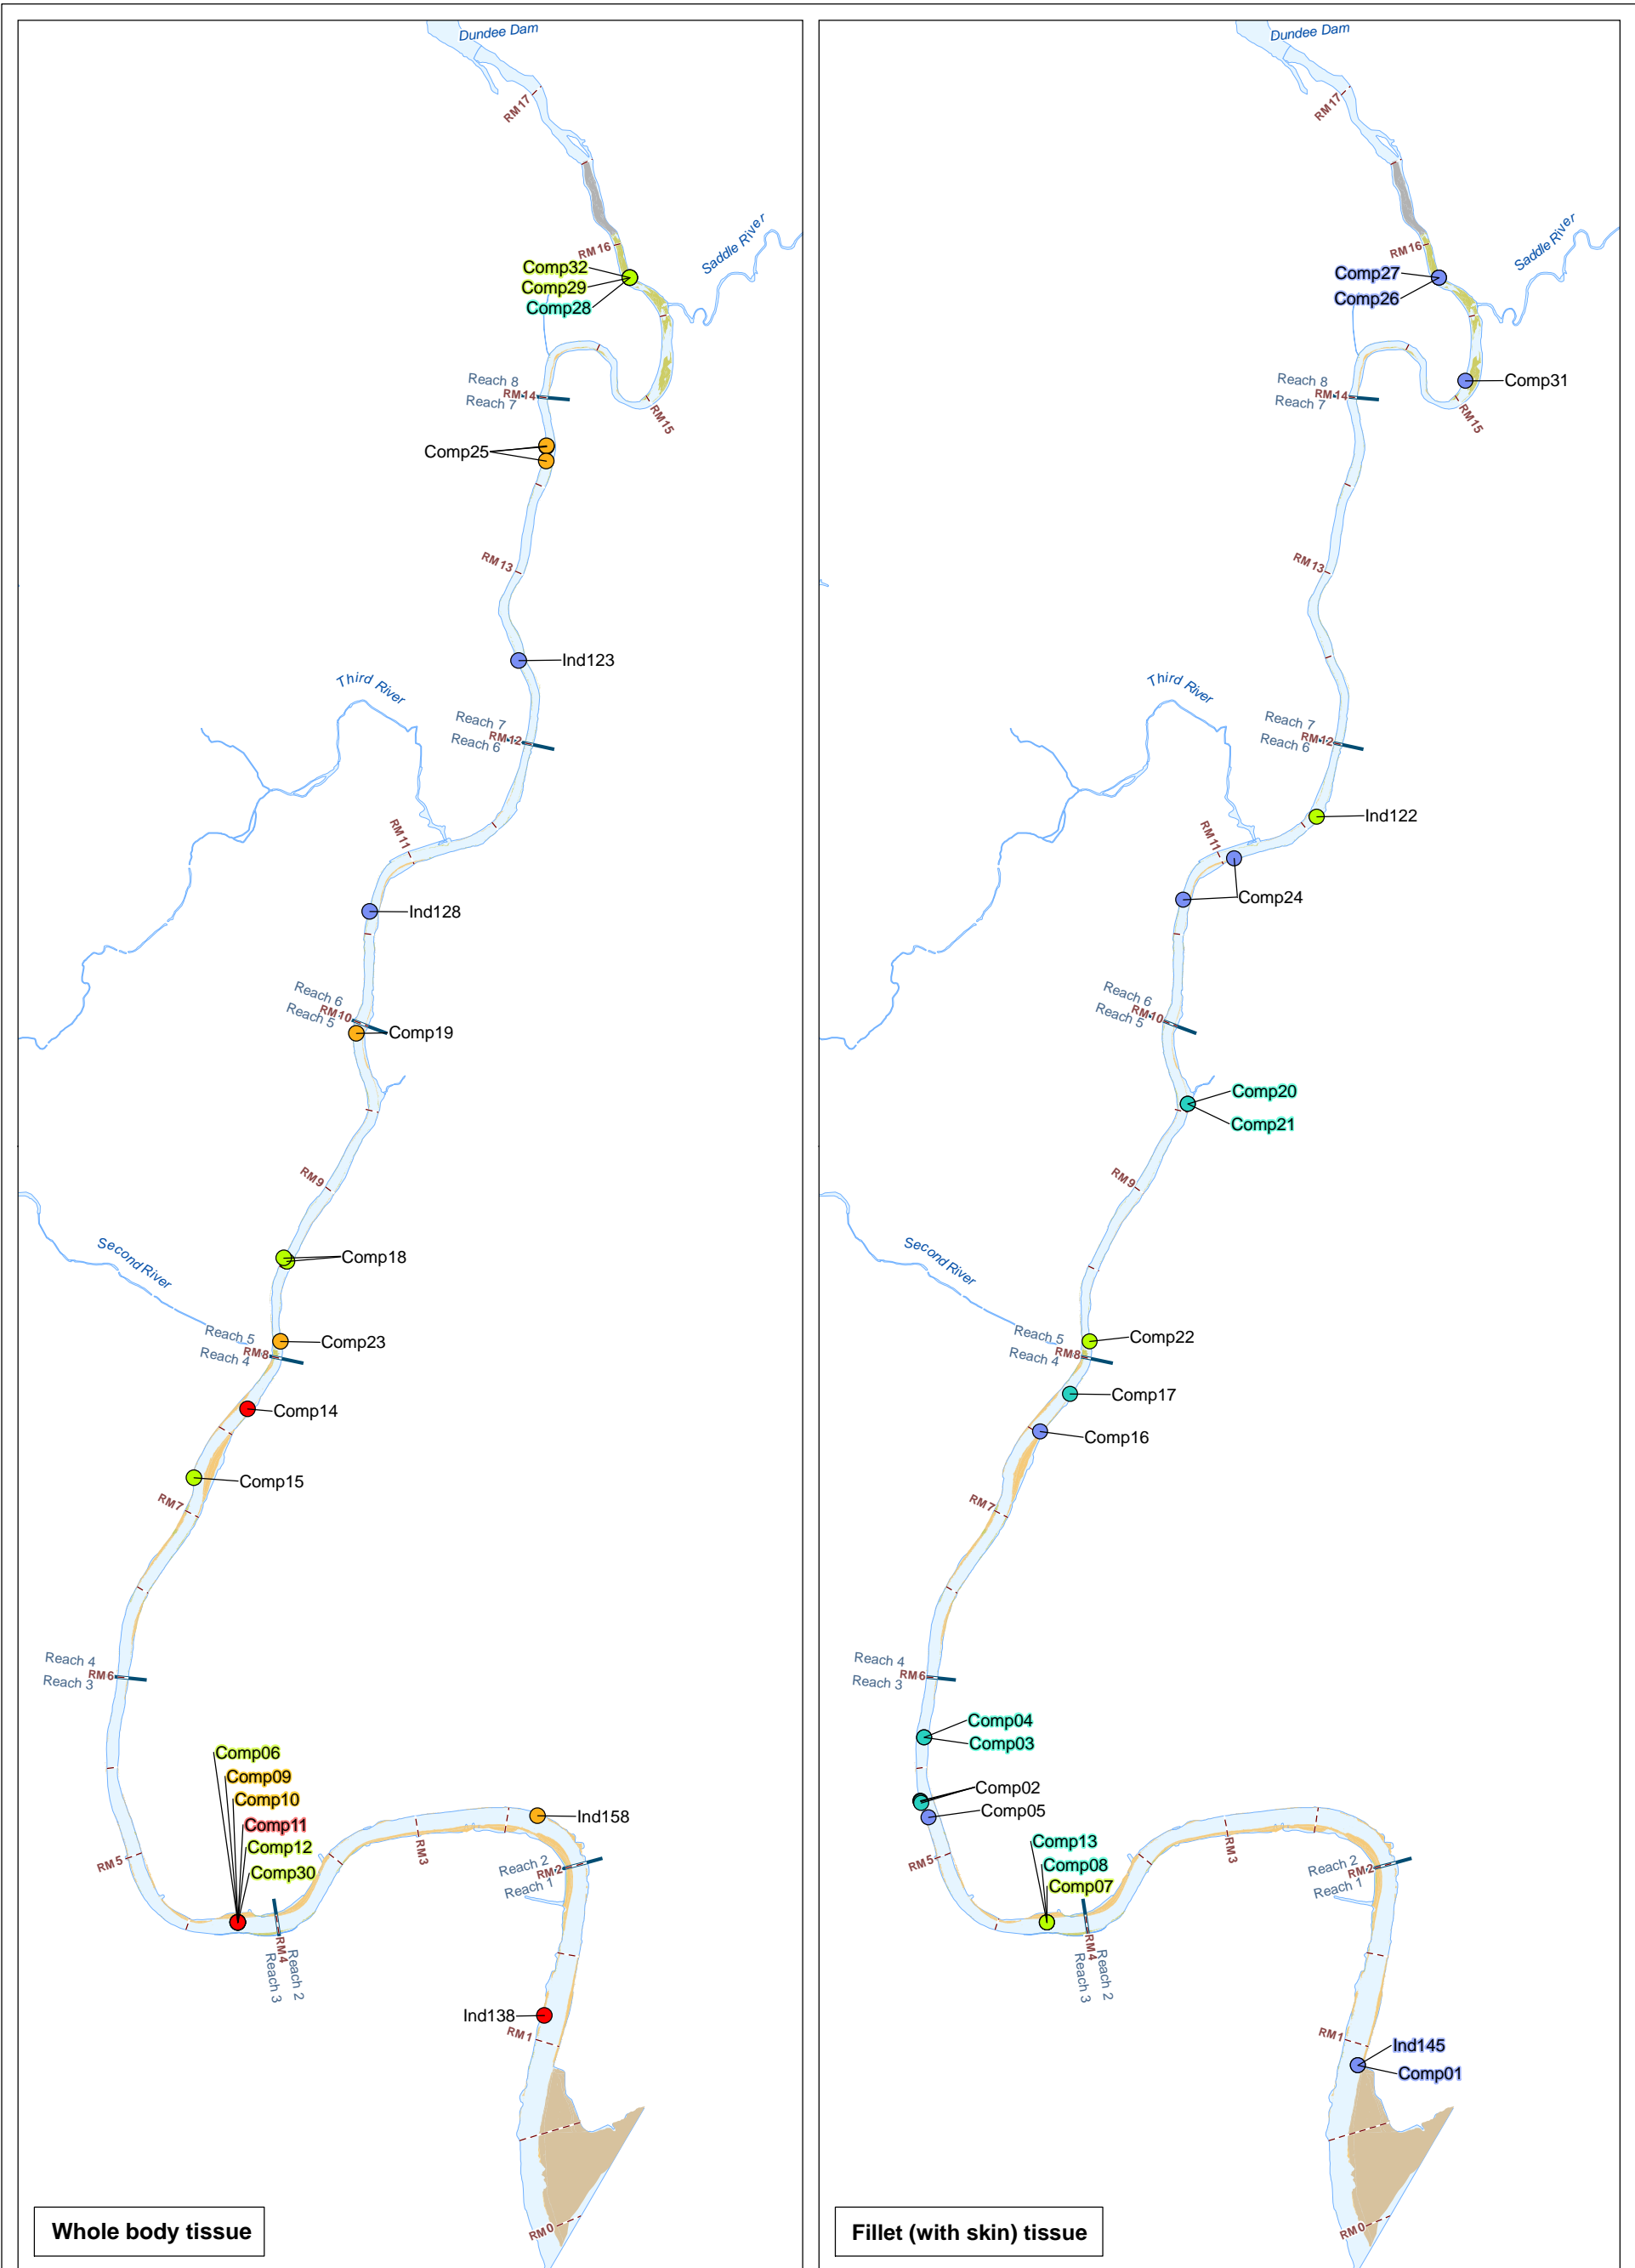 Dundee Dam
RM17
RM16
Saddle River
Comp32
Comp29
Comp28
Reach 8
RM14
Reach 7
RM15
Comp25
RM13
Ind123
Third River
Reach 7
RM12
Reach 6
RM11
Ind128
Reach 6
RM10
Reach 5
Comp19
RM9
Second River
Comp18
Reach 5
Comp23
RM8
Reach 4
Comp14
Comp15
RM7
Reach 4
RM6
Reach 3
Comp06
Comp09
Comp10
Comp11
Comp12
Comp30
Ind158
RM3
RM5
Reach 2
RM2
Reach 1
RM4
Reach 2
Reach 3
Ind138
RM1
RM0
Whole body tissue
Dundee Dam
RM17
RM16
Saddle River
Comp27
Comp26
Comp31
Reach 8
RM14
Reach 7
RM15
RM13
Third River
Reach 7
RM12
Reach 6
Ind122
RM11
Comp24
Reach 6
RM10
Reach 5
Comp20
Comp21
RM9
Second River
Reach 5
Comp22
RM8
Reach 4
Comp17
Comp16
RM7
Reach 4
RM6
Reach 3
Comp04
Comp03
Comp02
Comp05
RM5
Comp13
Comp08
Comp07
RM3
Reach 2
RM2
Reach 1
RM4
Reach 2
Reach 3
RM1
Ind145
Comp01
RM0
Fillet (with skin) tissue